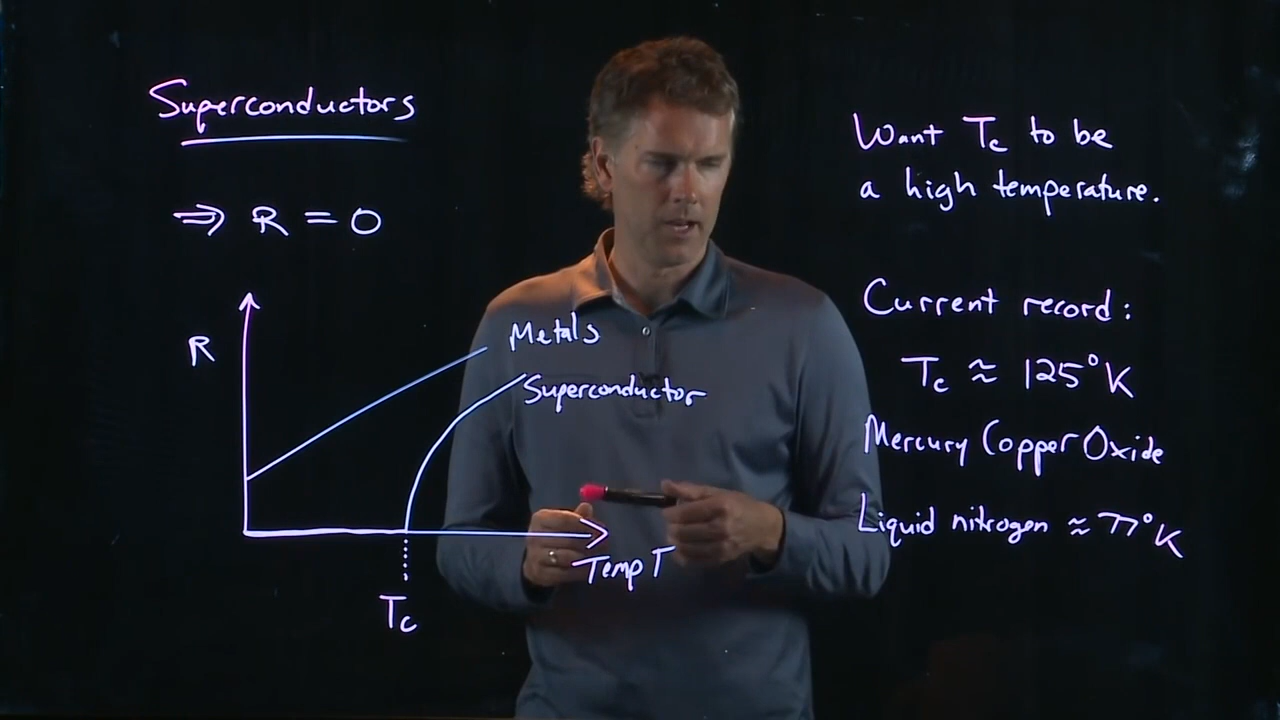 Superconductors
⇒ R = 0
R
Metals
Superconductor
Temp T
Tc
Want Tc to be
a high temperature.
Current record:
Tc ≈ 125°K
Mercury Copper Oxide
Liquid nitrogen ≈ 77°K